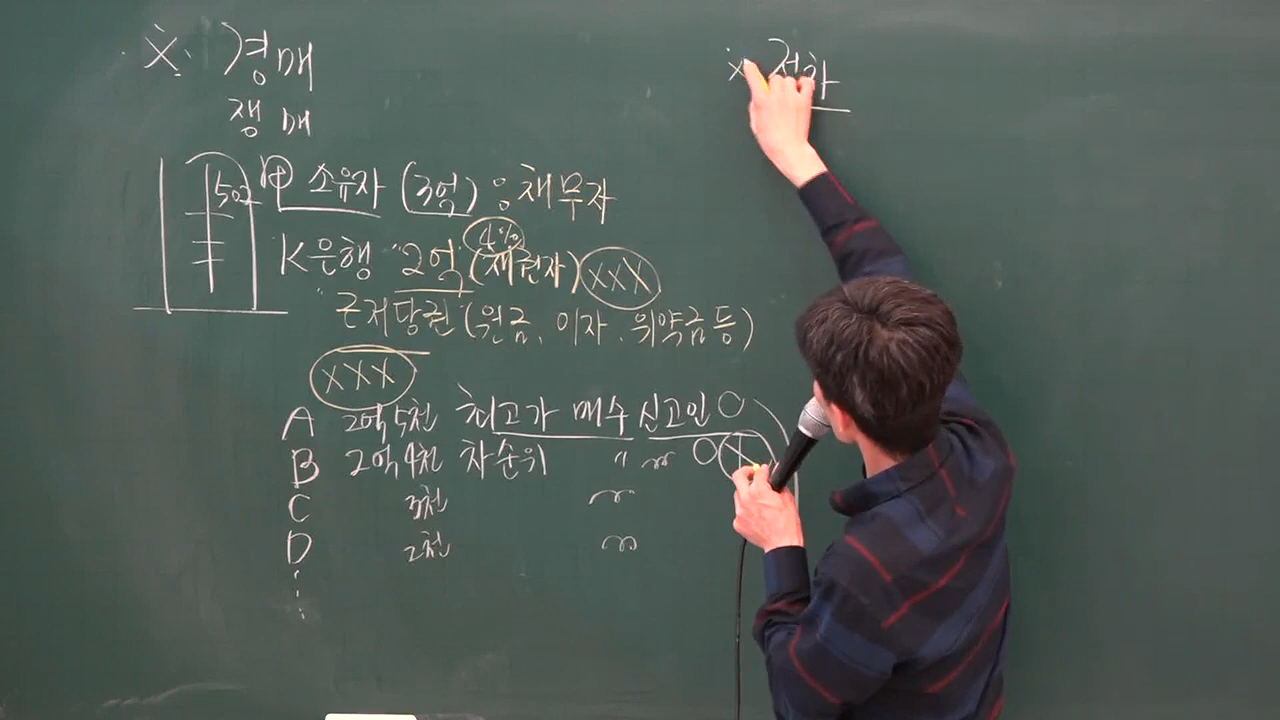 ※ 경매
쟁매
502 甲 소유자 (3억) : 채무자
K은행 "2억" (채권자) 4% XXX
"근저당권" (원금, 이자, 위약금등)
XXX
A 2억 5천 최고가 매수 신고인 O
B 2억 4천 차순위 " 〃 O X
C 3천 〃
D 2천 〃
※